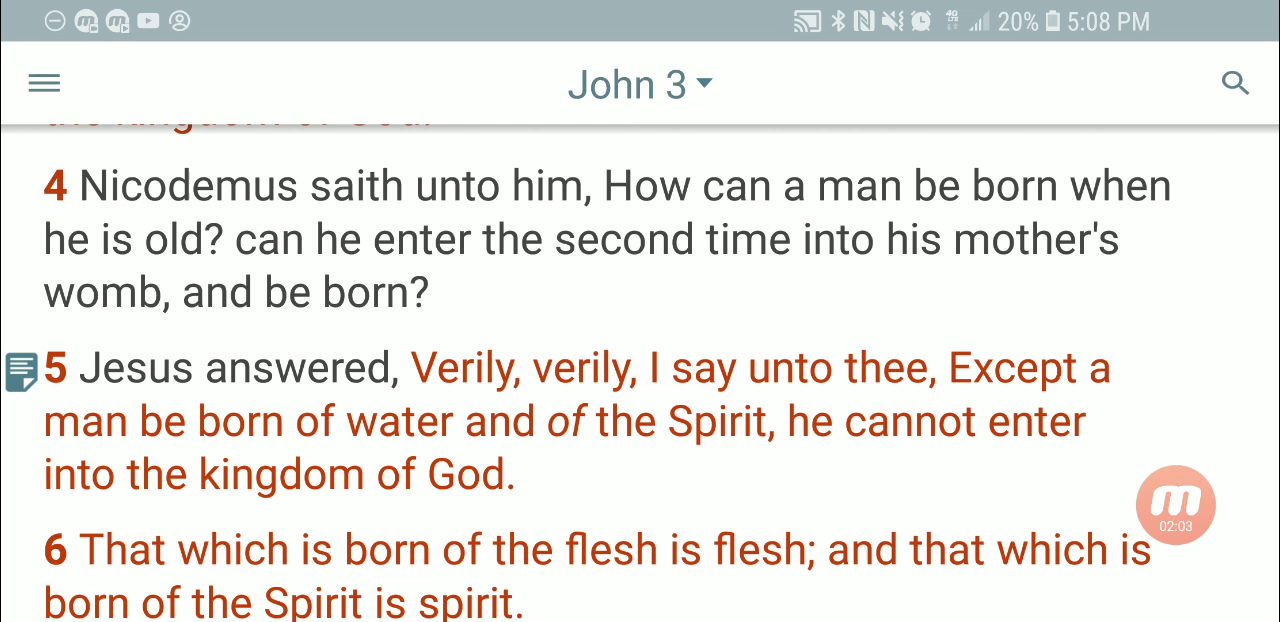 20% 5:08 PM
John 3
the kingdom of God.
4 Nicodemus saith unto him, How can a man be born when
he is old? can he enter the second time into his mother's
womb, and be born?
5 Jesus answered, Verily, verily, I say unto thee, Except a
man be born of water and of the Spirit, he cannot enter
into the kingdom of God.
6 That which is born of the flesh is flesh; and that which is
born of the Spirit is spirit.
02:03